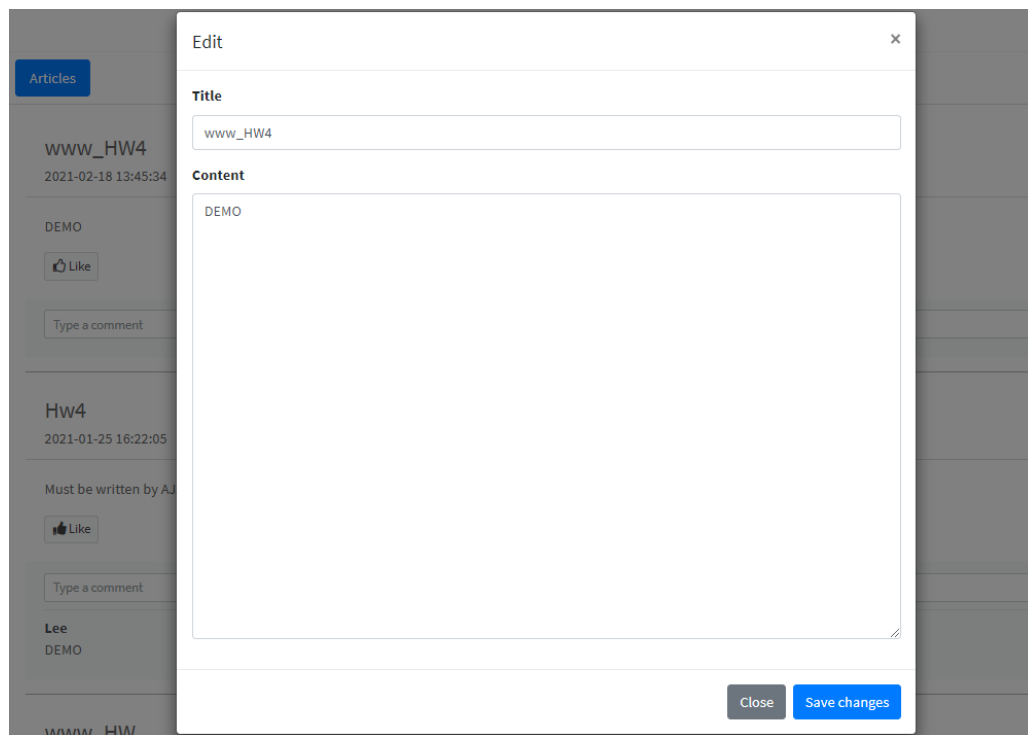 Edit
×
Title
www_HW4
Content
DEMO
Close
Save changes
Articles
www_HW4
2021-02-18 13:45:34
DEMO
Like
Type a comment
Hw4
2021-01-25 16:22:05
Must be written by AJ
Like
Type a comment
Lee
DEMO
www_HW